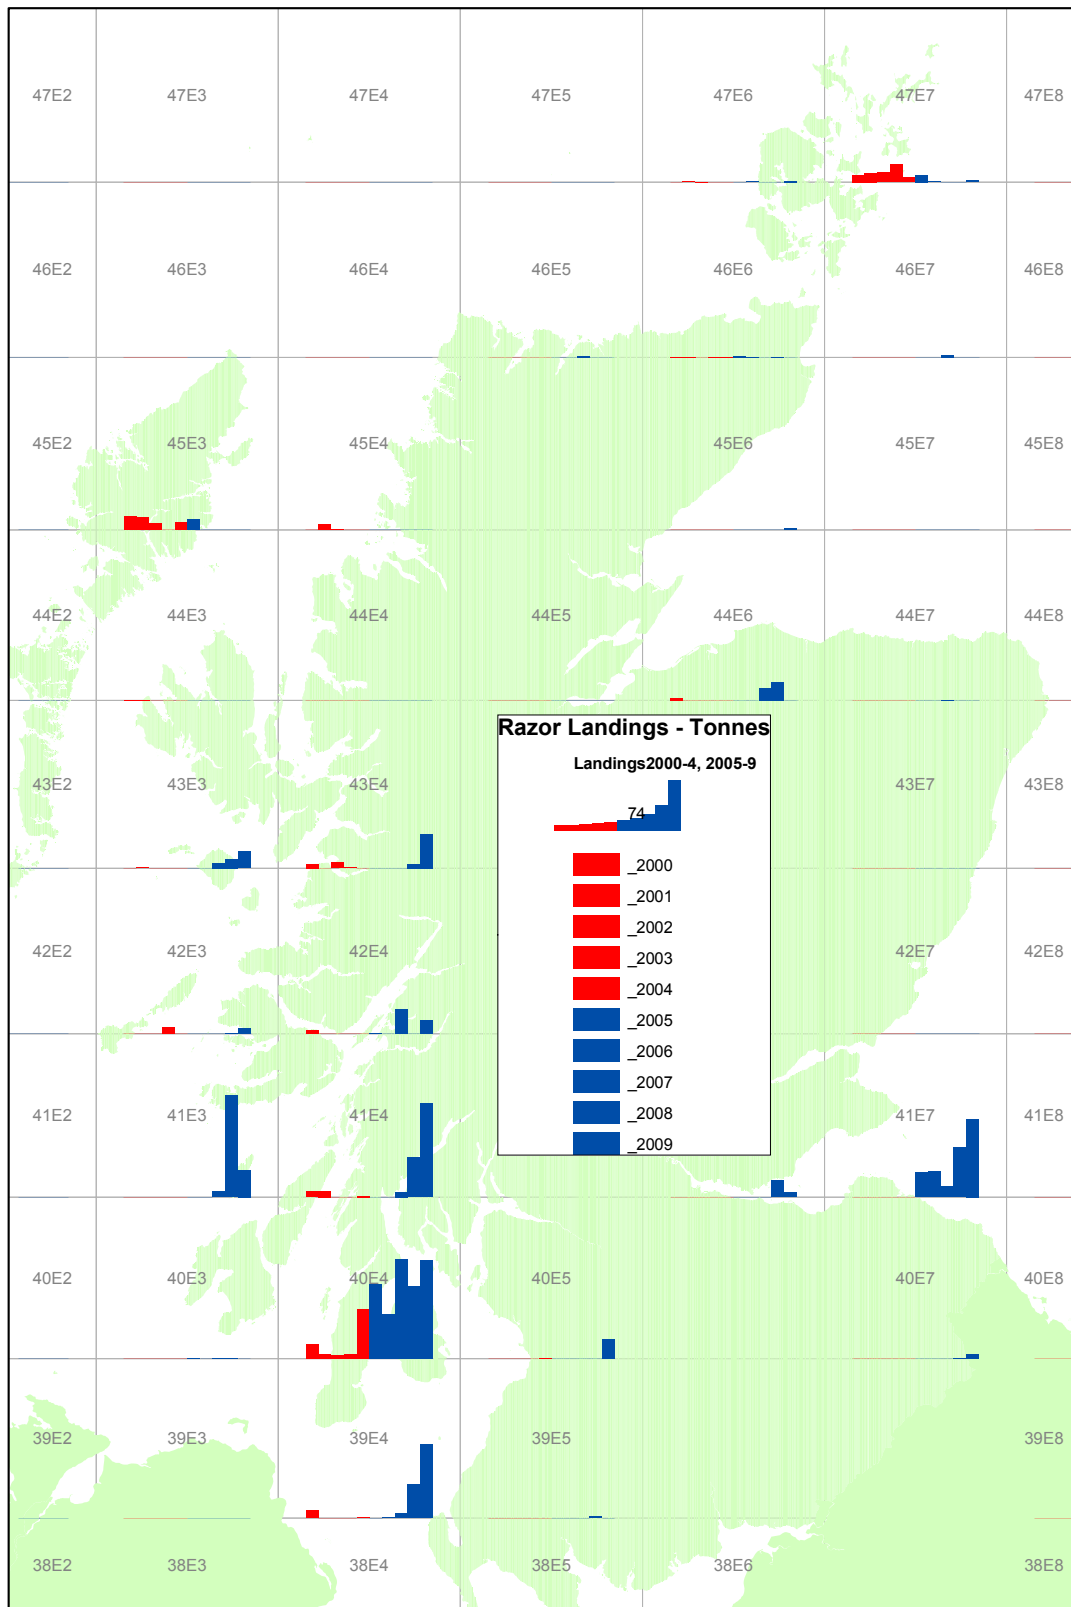 47E2 47E3 47E4 47E5 47E6 47E7 47E8
46E2 46E3 46E4 46E5 46E6 46E7 46E8
45E2 45E3 45E4 45E6 45E7 45E8
44E2 44E3 44E4 44E5 44E6 44E7 44E8
43E2 43E3 43E4 43E7 43E8
Razor Landings - Tonnes
Landings2000-4, 2005-9
74
_2000
_2001
_2002
_2003
_2004
_2005
_2006
_2007
_2008
_2009
42E2 42E3 42E4 42E7 42E8
41E2 41E3 41E4 41E7 41E8
40E2 40E3 40E4 40E5 40E7 40E8
39E2 39E3 39E4 39E5 39E8
38E2 38E3 38E4 38E5 38E6 38E8